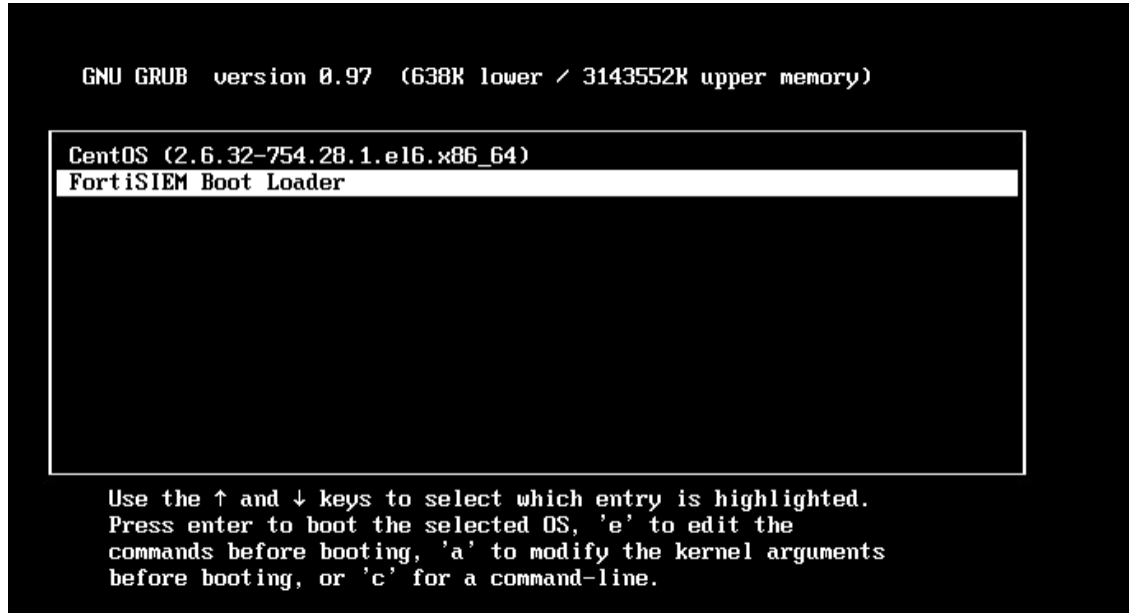 GNU GRUB version 0.97 (638K lower / 3143552K upper memory)
CentOS (2.6.32-754.28.1.el6.x86_64)
FortiSIEM Boot Loader
Use the ↑ and ↓ keys to select which entry is highlighted.
Press enter to boot the selected OS, 'e' to edit the
commands before booting, 'a' to modify the kernel arguments
before booting, or 'c' for a command-line.